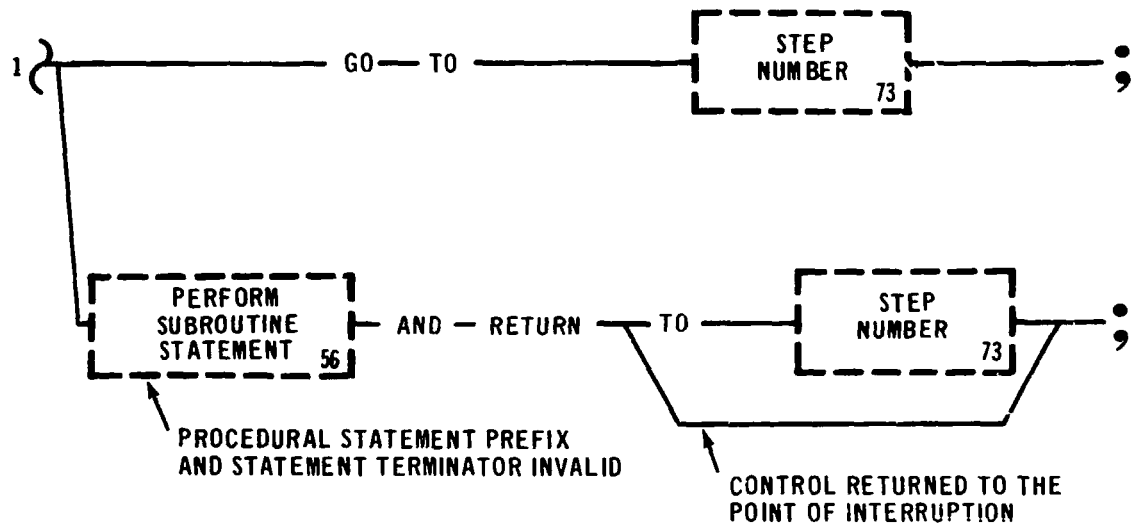 1 GO TO STEP NUMBER 73 ;
PERFORM SUBROUTINE STATEMENT 56 AND RETURN TO STEP NUMBER 73 ;
PROCEDURAL STATEMENT PREFIX
AND STATEMENT TERMINATOR INVALID
CONTROL RETURNED TO THE
POINT OF INTERRUPTION